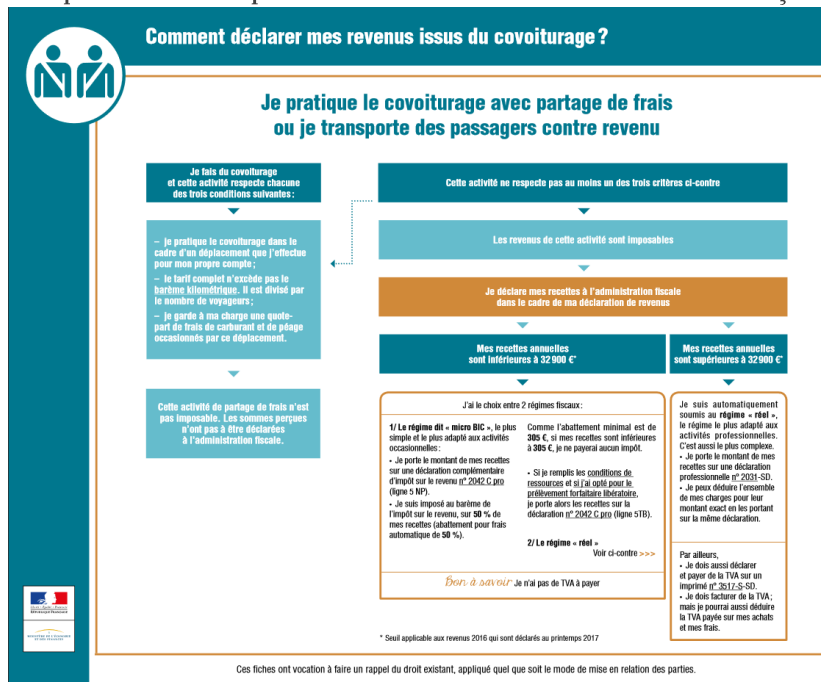 Comment déclarer mes revenus issus du covoiturage ?
Je pratique le covoiturage avec partage de frais
ou je transporte des passagers contre revenu
Je fais du covoiturage
et cette activité respecte chacune
des trois conditions suivantes :
– je pratique le covoiturage dans le
cadre d'un déplacement que j'effectue
pour mon propre compte ;
– le tarif complet n'excède pas le
barème kilométrique. il est divisé par
le nombre de voyageurs ;
– je garde à ma charge une quote-
part de frais de carburant et de péage
occasionnés par ce déplacement.
Cette activité de partage de frais n'est
pas imposable. Les sommes perçues
n'ont pas à être déclarées
à l'administration fiscale.
Cette activité ne respecte pas au moins un des trois critères ci-contre
Les revenus de cette activité sont imposables
Je déclare mes recettes à l'administration fiscale
dans le cadre de ma déclaration de revenus
Mes recettes annuelles
sont inférieures à 32 900 €*
J'ai le choix entre 2 régimes fiscaux :
1/ Le régime dit « micro BIC », le plus
simple et le plus adapté aux activités
occasionnelles :
• Je porte le montant de mes recettes
sur une déclaration complémentaire
d'impôt sur le revenu n° 2042 C pro
(ligne 5 NP).
• Je suis imposé au barème de
l'impôt sur le revenu, sur 50 % de
mes recettes (abattement pour frais
automatique de 50 %).
Comme l'abattement minimal est de
305 €, si mes recettes sont inférieures
à 305 €, je ne payerai aucun impôt.
• Si je remplis les conditions de
ressources et si j'ai opté pour le
prélèvement forfaitaire libératoire,
je porte alors les recettes sur la
déclaration n° 2042 C pro (ligne 5TB).
2/ Le régime « réel »
Voir ci-contre >>>
Bon à savoir Je n'ai pas de TVA à payer
Mes recettes annuelles
sont supérieures à 32 900 €*
Je suis automatiquement
soumis au régime « réel »,
le régime le plus adapté aux
activités professionnelles.
C'est aussi le plus complexe.
• Je porte le montant de mes
recettes sur une déclaration
professionnelle n° 2031-SD.
• Je peux déduire l'ensemble
de mes charges pour leur
montant exact en les portant
sur la même déclaration.
Par ailleurs,
• Je dois aussi déclarer
et payer de la TVA sur un
imprimé n° 3517-S-SD.
• Je dois facturer de la TVA ;
mais je pourrai aussi déduire
la TVA payée sur mes achats
et mes frais.
* Seuil applicable aux revenus 2016 qui sont déclarés au printemps 2017
Ces fiches ont vocation à faire un rappel du droit existant, appliqué quel que soit le mode de mise en relation des parties.